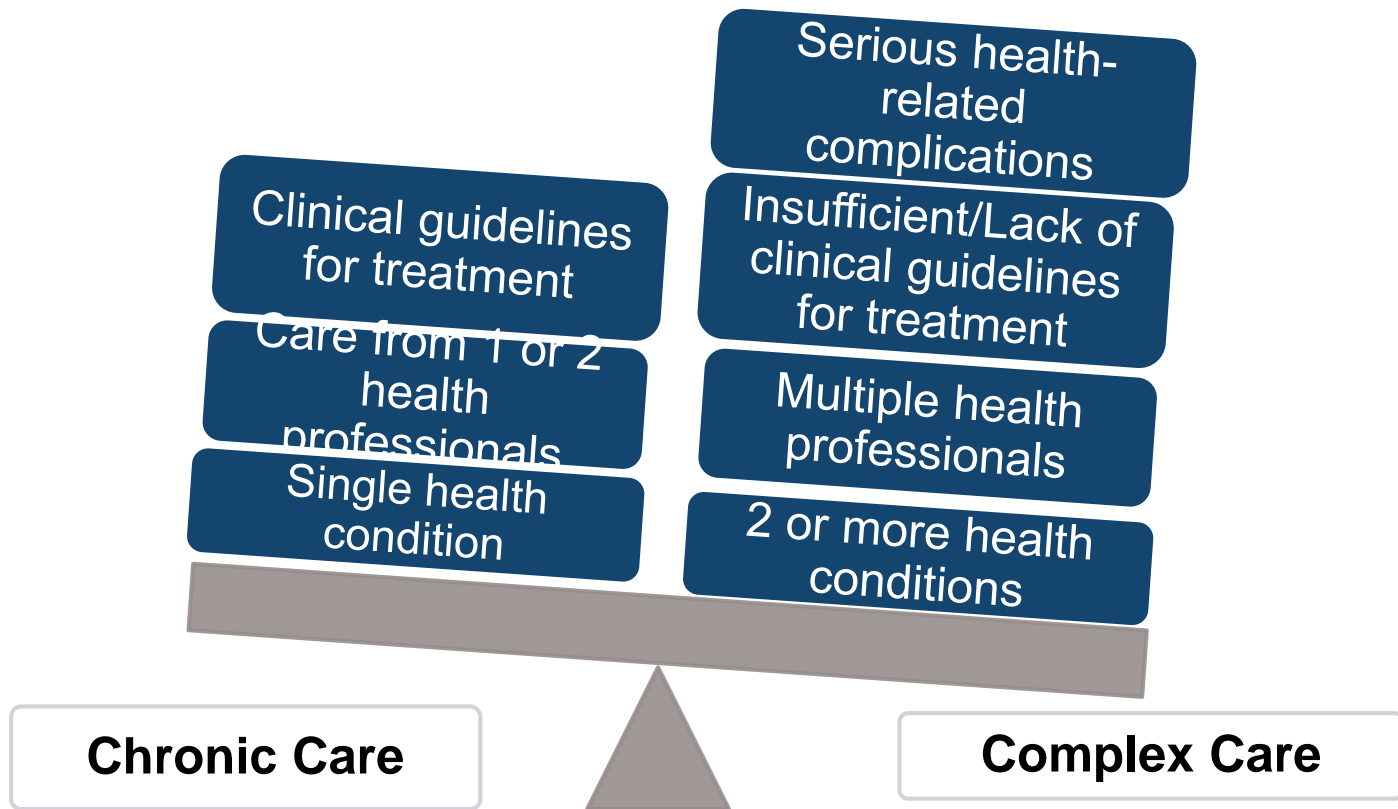 Clinical guidelines
for treatment
Care from 1 or 2
health
professionals
Single health
condition
Serious health-
related
complications
Insufficient/Lack of
clinical guidelines
for treatment
Multiple health
professionals
2 or more health
conditions
Chronic Care
Complex Care